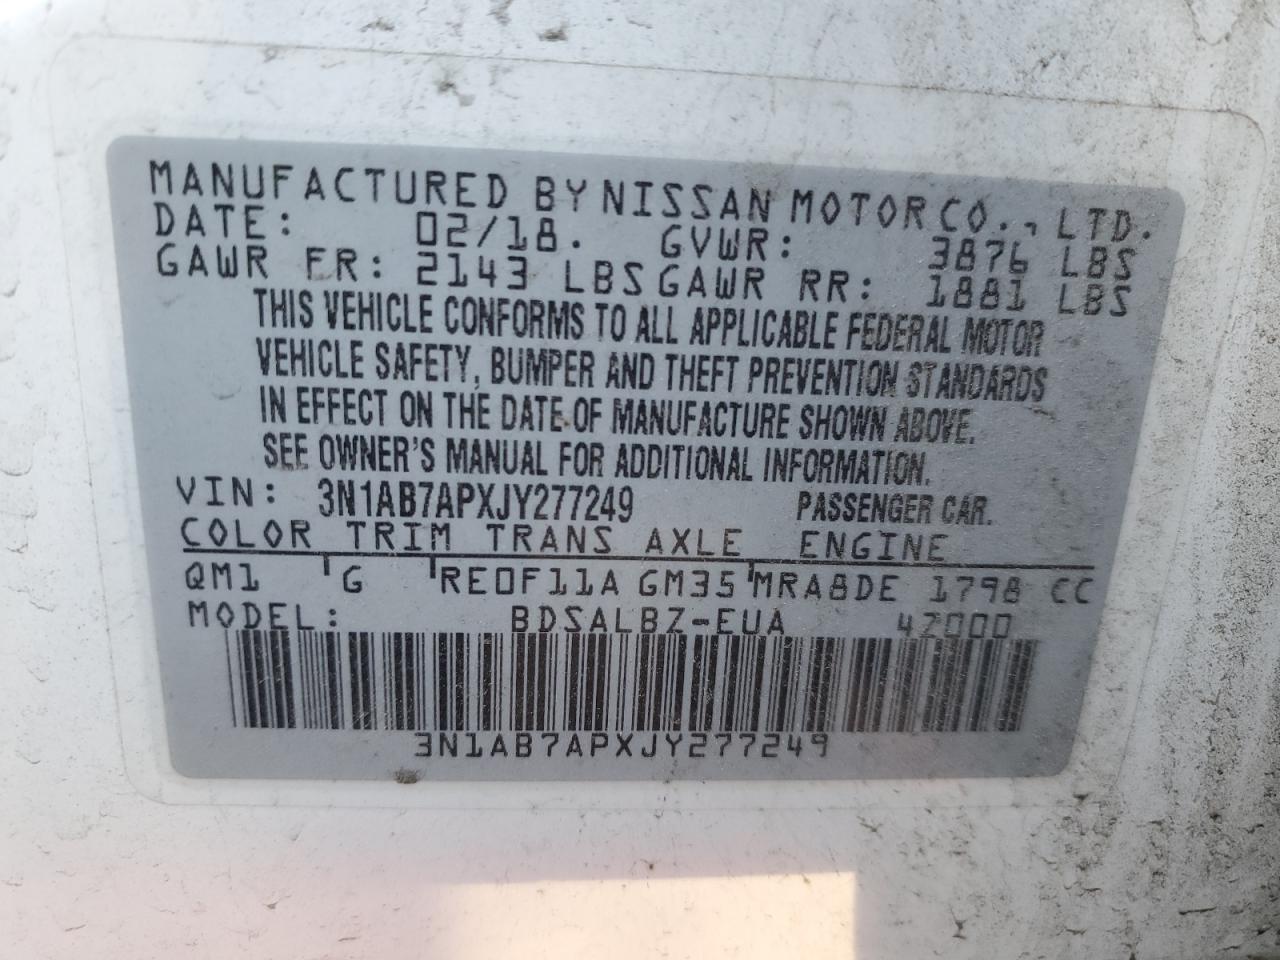 MANUFACTURED BY NISSAN MOTOR CO., LTD.
DATE: 02/18. GVWR: 3876 LBS
GAWR FR: 2143 LBS GAWR RR: 1881 LBS
THIS VEHICLE CONFORMS TO ALL APPLICABLE FEDERAL MOTOR
VEHICLE SAFETY, BUMPER AND THEFT PREVENTION STANDARDS
IN EFFECT ON THE DATE OF MANUFACTURE SHOWN ABOVE.
SEE OWNER'S MANUAL FOR ADDITIONAL INFORMATION.
VIN: 3N1AB7APXJY277249 PASSENGER CAR.
COLOR TRIM TRANS AXLE ENGINE
QM1 G RE0F11A GM35 MRA8DE 1798 CC
MODEL: BDSALBZ-EUA 42000
3N1AB7APXJY277249